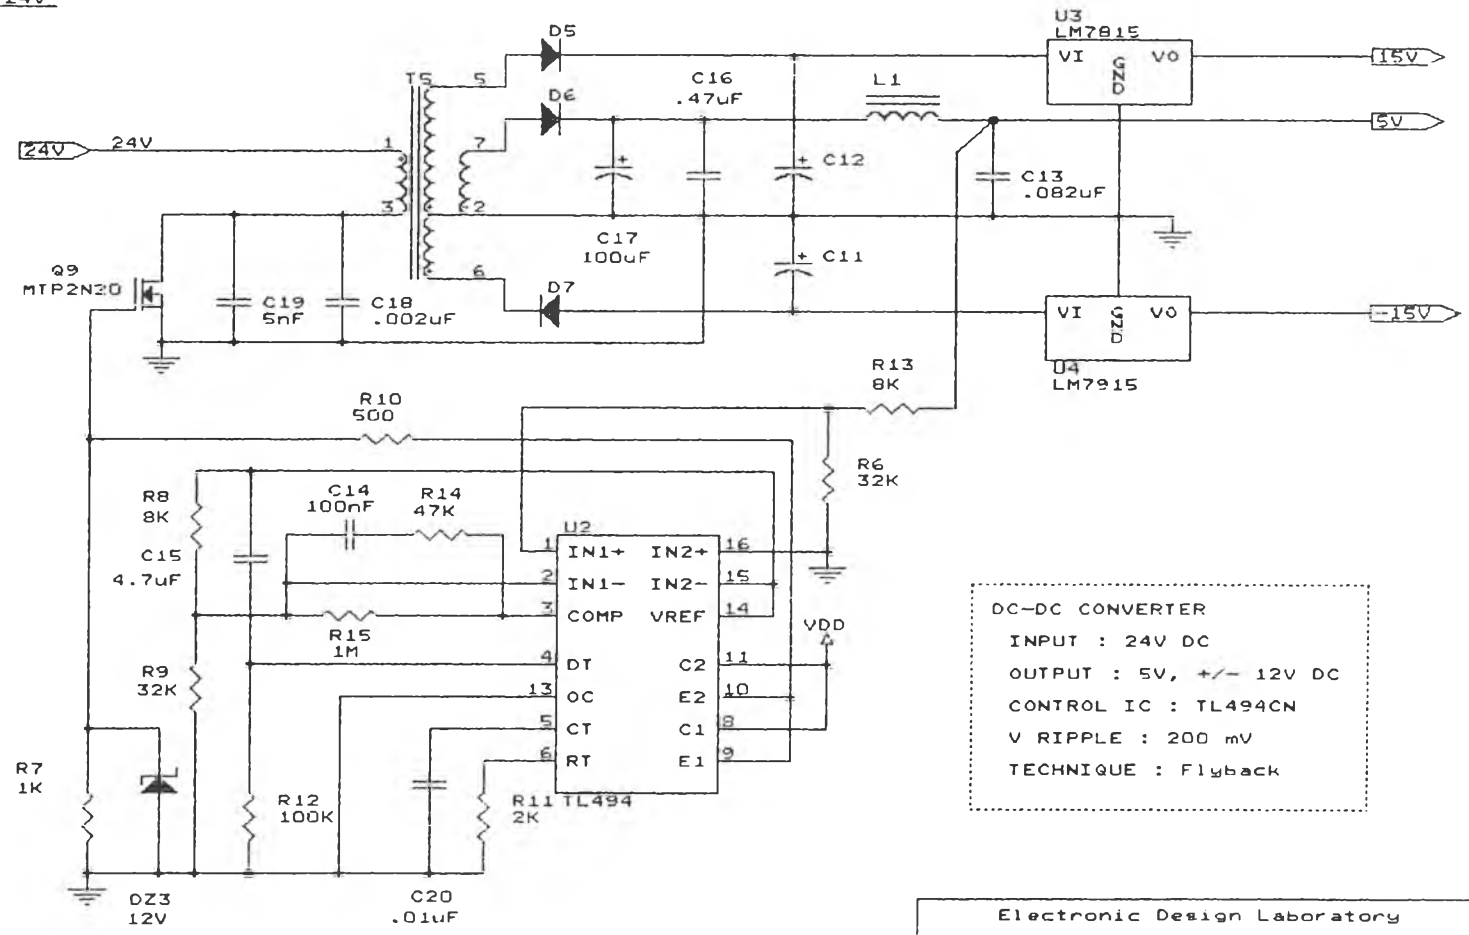 24V
U3
LM7815
VI
GND
VO
15V
D5
T5
5
C16
.47uF
L1
D6
5V
24V
24V
1
7
C12
C13
.082uF
3
2
C17
100uF
C11
Q9
MTP2N20
6
D7
C19
5nF
C18
.002uF
VI
GND
VO
-15V
U4
LM7915
R13
8K
R10
500
R6
32K
R8
8K
C14
100nF
R14
47K
U2
C15
4.7uF
1
IN1+
IN2+
16
2
IN1-
IN2-
15
3
COMP
VREF
14
R15
1M
VDD
R9
32K
4
DT
C2
11
13
OC
E2
10
5
CT
C1
8
6
RT
E1
9
R7
1K
R12
100K
R11
2K
TL494
DZ3
12V
C20
.01uF
DC-DC CONVERTER
INPUT : 24V DC
OUTPUT : 5V, +/- 12V DC
CONTROL IC : TL494CN
V RIPPLE : 200 mV
TECHNIQUE : Flyback
Electronic Design Laboratory